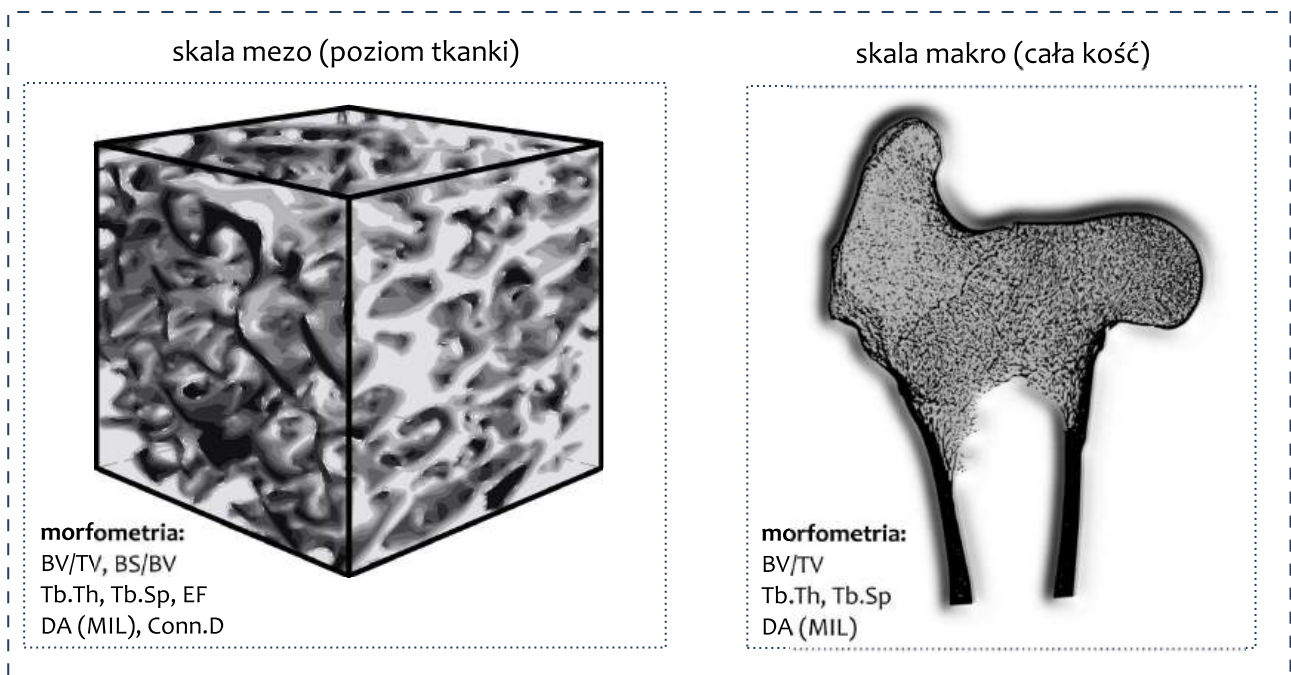 skala mezo (poziom tkanki)
morfometria:
BV/TV, BS/BV
Tb.Th, Tb.Sp, EF
DA (MIL), Conn.D
skala makro (cała kość)
morfometria:
BV/TV
Tb.Th, Tb.Sp
DA (MIL)